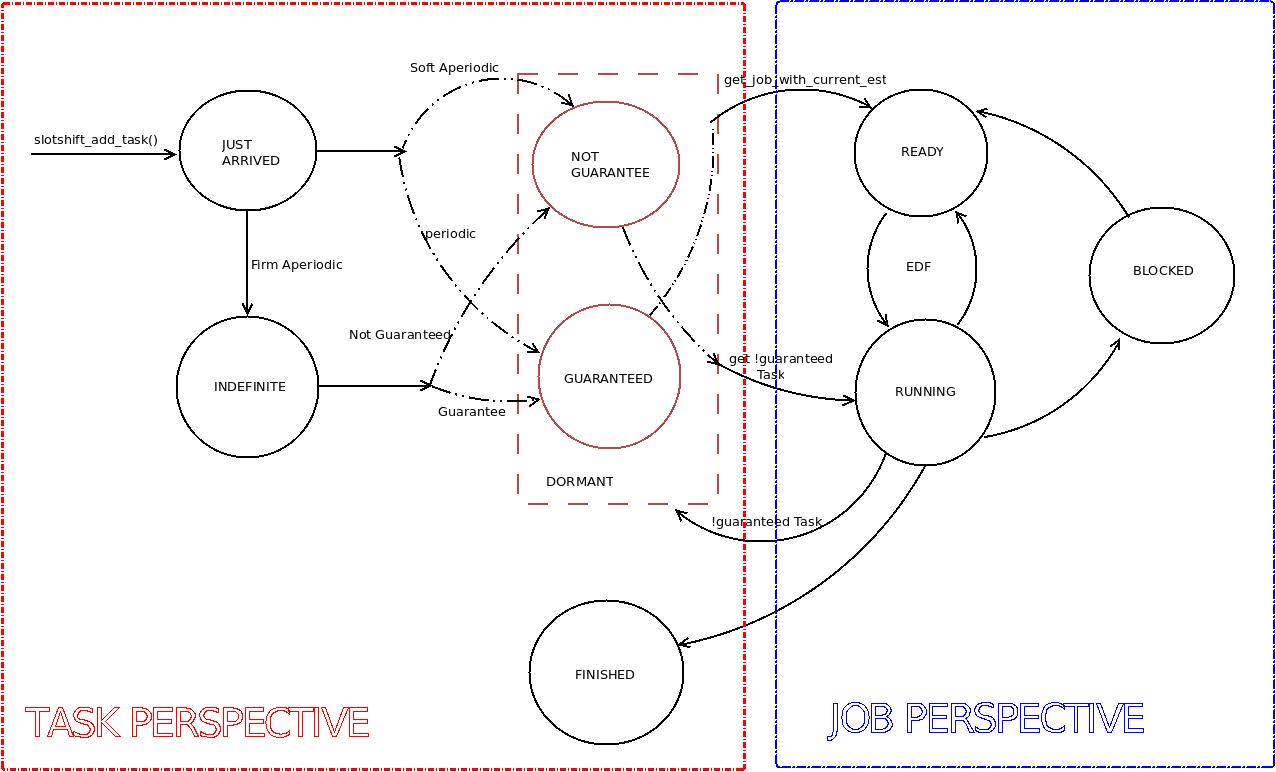 Soft Aperiodic
get_job_with_current_est
slotshift_add_task()
JUST
ARRIVED
NOT
GUARANTEE
READY
periodic
Firm Aperiodic
EDF
BLOCKED
Not Guaranteed
get !guaranteed
Task
INDEFINITE
GUARANTEED
RUNNING
Guarantee
DORMANT
!guaranteed Task
FINISHED
TASK PERSPECTIVE
JOB PERSPECTIVE